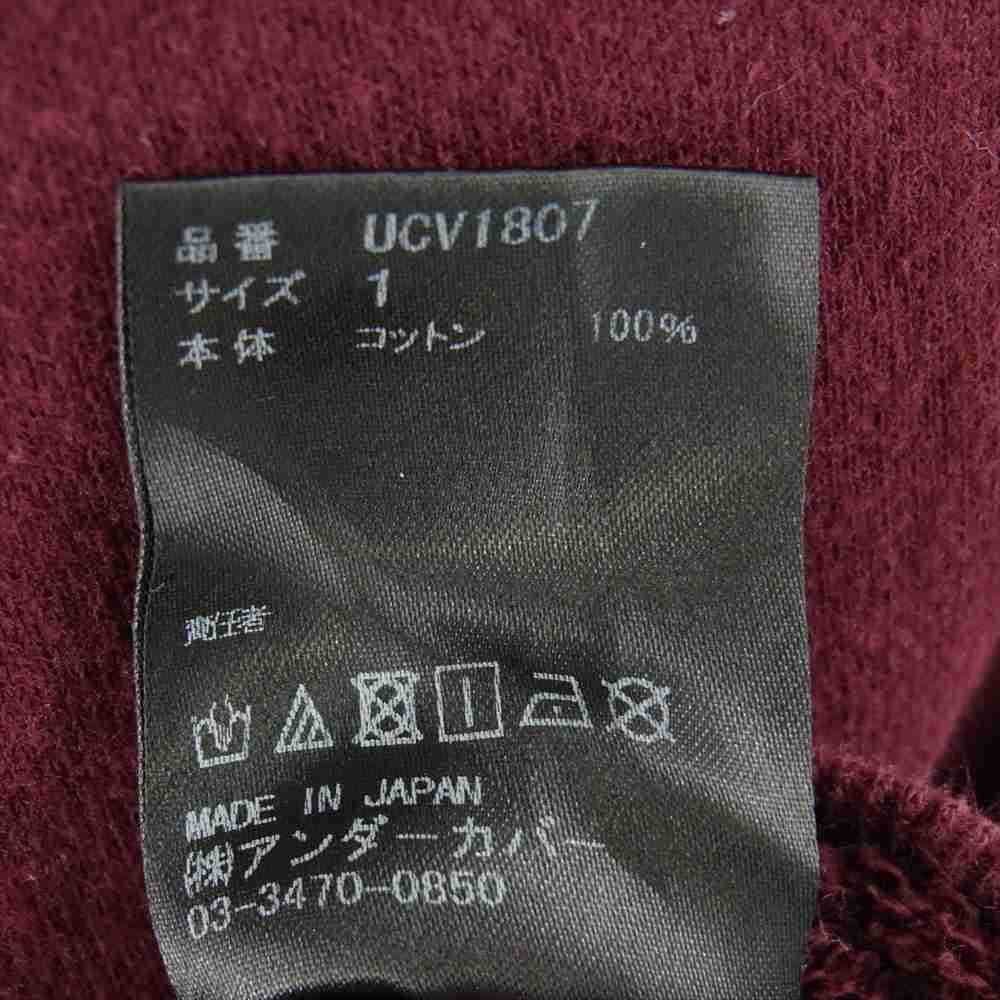 品番 UCV1807
サイズ 1
本体 コットン 100%
責任者
MADE IN JAPAN
(株)アンダーカバー
03-3470-0850